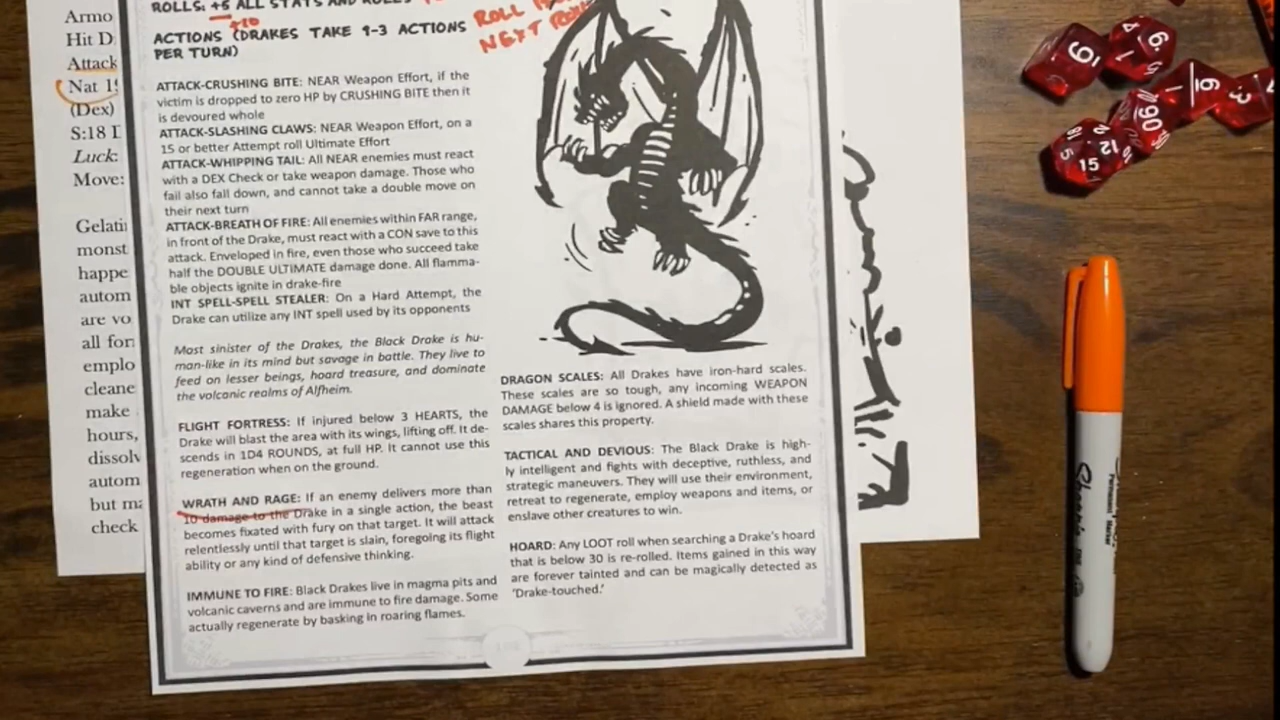 Armo
Hit D
Attack
Nat 1
(Dex)
S:18 I
Luck:
Move:
Gelati
monst
happe
autom
are vo
all for
emplo
cleane
make
hours,
dissolv
autom
but ma
check
ROLLS: +5 ALL STATS AND ROLLS
+10
ROLL
NEXT
ACTIONS (DRAKES TAKE 1-3 ACTIONS
PER TURN)
ATTACK-CRUSHING BITE: NEAR Weapon Effort, if the
victim is dropped to zero HP by CRUSHING BITE then it
is devoured whole
ATTACK-SLASHING CLAWS: NEAR Weapon Effort, on a
15 or better Attempt roll Ultimate Effort
ATTACK-WHIPPING TAIL: All NEAR enemies must react
with a DEX Check or take weapon damage. Those who
fail also fall down, and cannot take a double move on
their next turn
ATTACK-BREATH OF FIRE: All enemies within FAR range,
in front of the Drake, must react with a CON save to this
attack. Enveloped in fire, even those who succeed take
half the DOUBLE ULTIMATE damage done. All flamma-
ble objects ignite in drake-fire
INT SPELL-SPELL STEALER: On a Hard Attempt, the
Drake can utilize any INT spell used by its opponents
Most sinister of the Drakes, the Black Drake is hu-
man-like in its mind but savage in battle. They live to
feed on lesser beings, hoard treasure, and dominate
the volcanic realms of Alfheim.
FLIGHT FORTRESS: If injured below 3 HEARTS, the
Drake will blast the area with its wings, lifting off. It de-
scends in 1D4 ROUNDS, at full HP. It cannot use this
regeneration when on the ground.
WRATH AND RAGE: If an enemy delivers more than
10 damage to the Drake in a single action, the beast
becomes fixated with fury on that target. It will attack
relentlessly until that target is slain, foregoing its flight
ability or any kind of defensive thinking.
IMMUNE TO FIRE: Black Drakes live in magma pits and
volcanic caverns and are immune to fire damage. Some
actually regenerate by basking in roaring flames.
DRAGON SCALES: All Drakes have iron-hard scales.
These scales are so tough, any incoming WEAPON
DAMAGE below 4 is ignored. A shield made with these
scales shares this property.
TACTICAL AND DEVIOUS: The Black Drake is high-
ly intelligent and fights with deceptive, ruthless, and
strategic maneuvers. They will use their environment,
retreat to regenerate, employ weapons and items, or
enslave other creatures to win.
HOARD: Any LOOT roll when searching a Drake's hoard
that is below 30 is re-rolled. Items gained in this way
are forever tainted and can be magically detected as
'Drake-touched.'
9
6
1
5
1
6
3
90
2
12
15
5
Sharpie